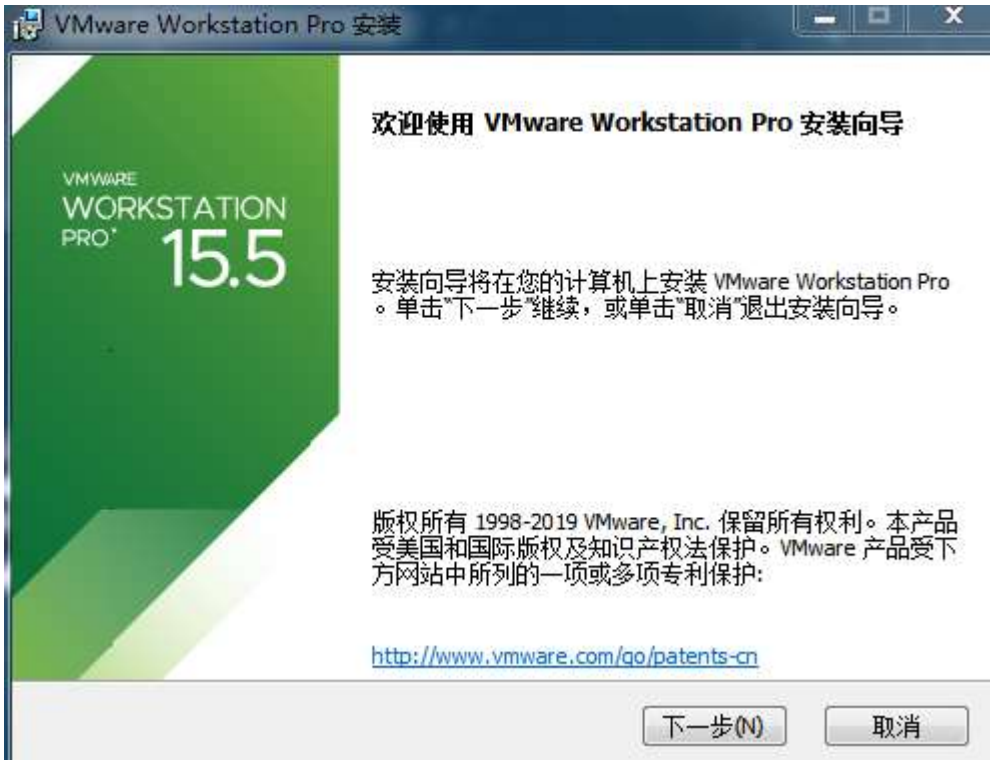 VMware Workstation Pro 安装
欢迎使用 VMware Workstation Pro 安装向导
VMWARE
WORKSTATION
PRO
15.5
安装向导将在您的计算机上安装 VMware Workstation Pro
。单击"下一步"继续，或单击"取消"退出安装向导。
版权所有 1998-2019 VMware, Inc. 保留所有权利。本产品
受美国和国际版权及知识产权法保护。VMware 产品受下
方网站中所列的一项或多项专利保护:
http://www.vmware.com/go/patents-cn
下一步(N)
取消